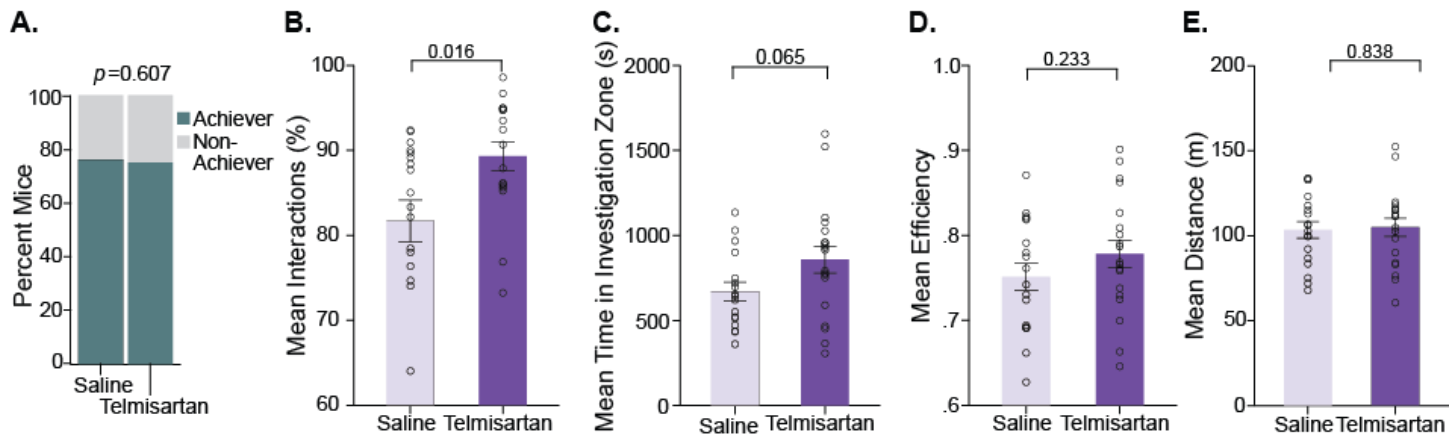 A.
p=0.607
Percent Mice
100
80
60
40
20
0
Achiever
Non-
Achiever
Saline
Telmisartan
B.
0.016
Mean Interactions (%)
100
90
80
70
60
Saline
Telmisartan
C.
0.065
Mean Time in Investigation Zone (s)
2000
1500
1000
500
0
Saline
Telmisartan
D.
0.233
Mean Efficiency
1.0
.9
.8
.7
.6
Saline
Telmisartan
E.
0.838
Mean Distance (m)
200
150
100
50
0
Saline
Telmisartan